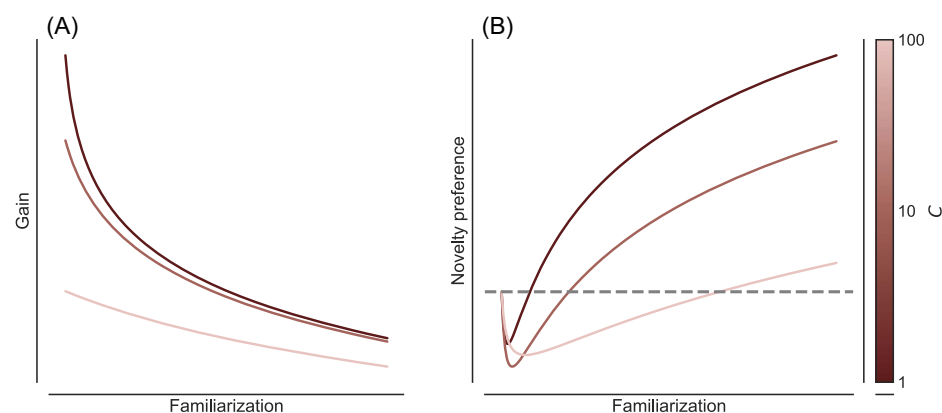 (A)
Gain
Familiarization
(B)
Novelty preference
Familiarization
100
10
1
C